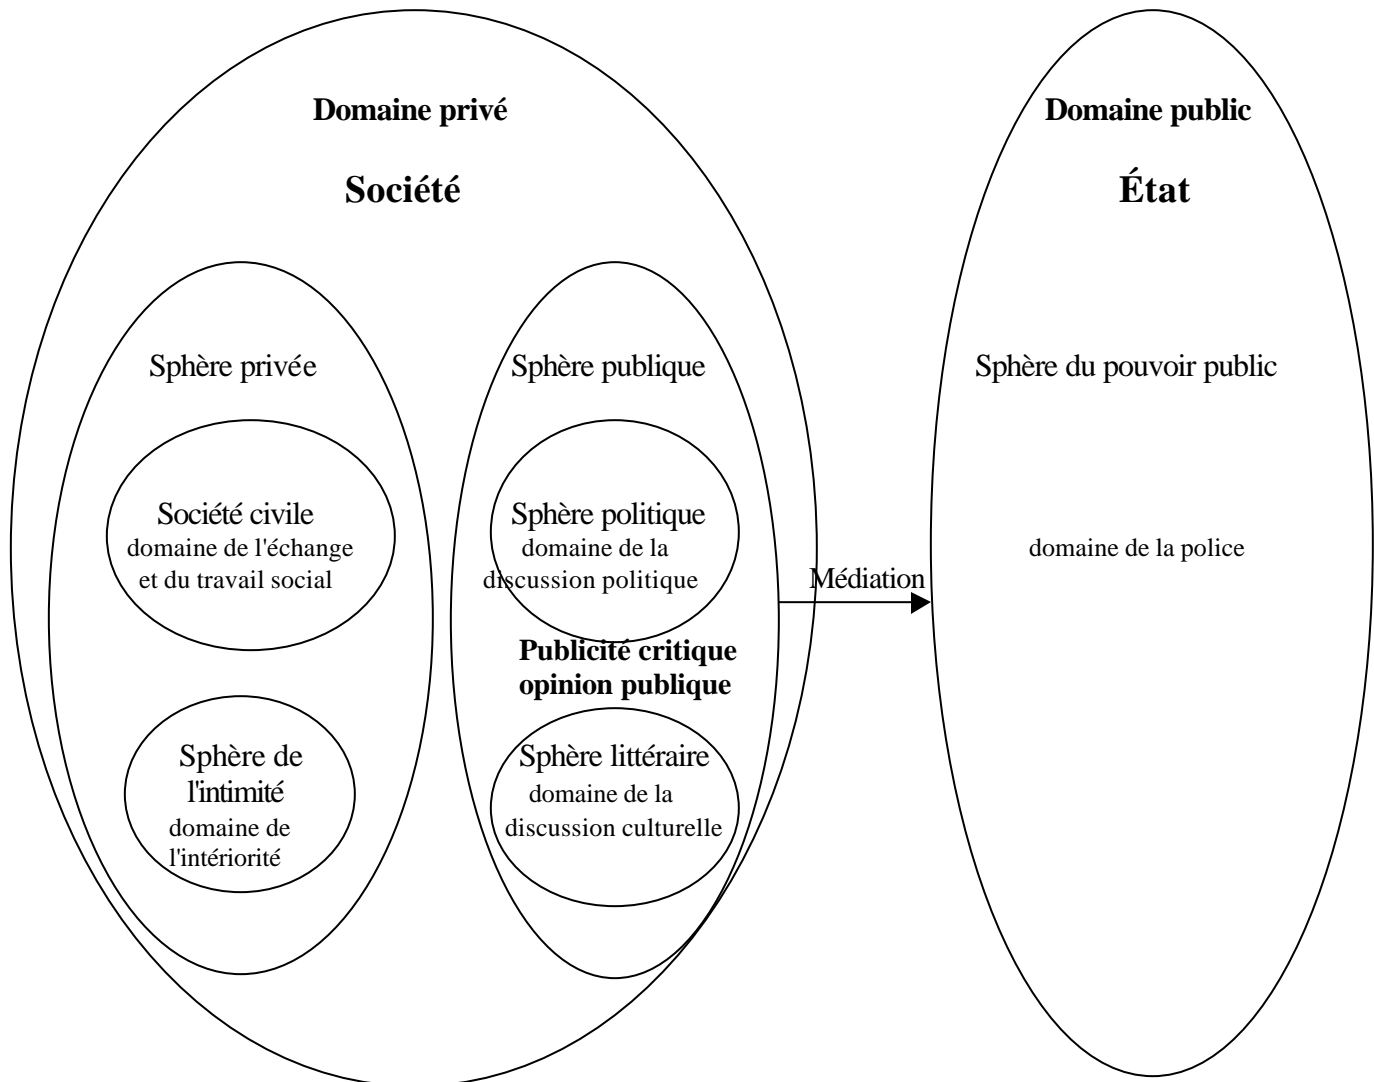 Domaine privé
Société
Sphère privée
Société civile
domaine de l'échange
et du travail social
Sphère de
l'intimité
domaine de
l'intériorité
Sphère publique
Sphère politique
domaine de la
discussion politique
Publicité critique
opinion publique
Sphère littéraire
domaine de la
discussion culturelle
Médiation
Domaine public
État
Sphère du pouvoir public
domaine de la police